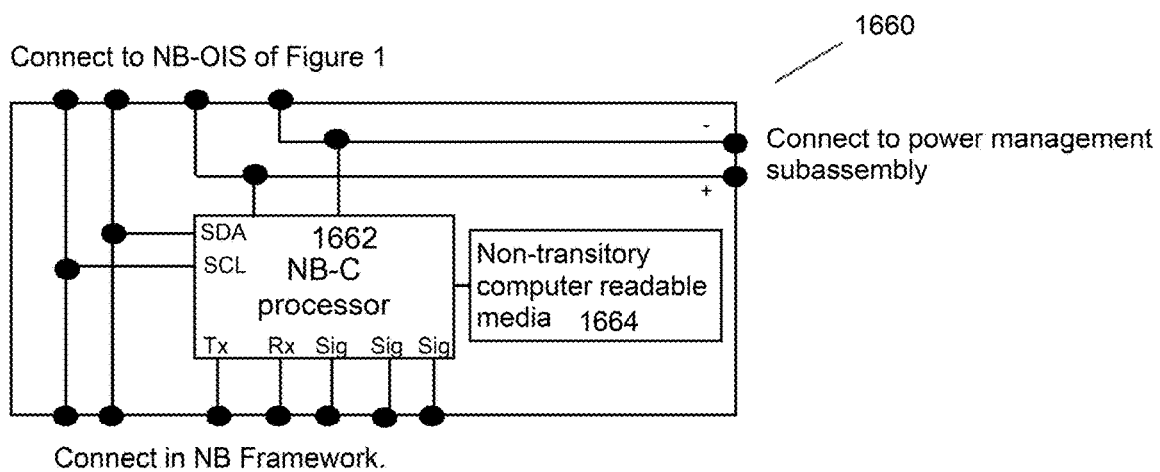 1660
Connect to NB-OIS of Figure 1
-
Connect to power management
subassembly
+
SDA
1662
SCL
NB-C
processor
Non-transitory
computer readable
media 1664
Tx Rx Sig Sig Sig
Connect in NB Framework.